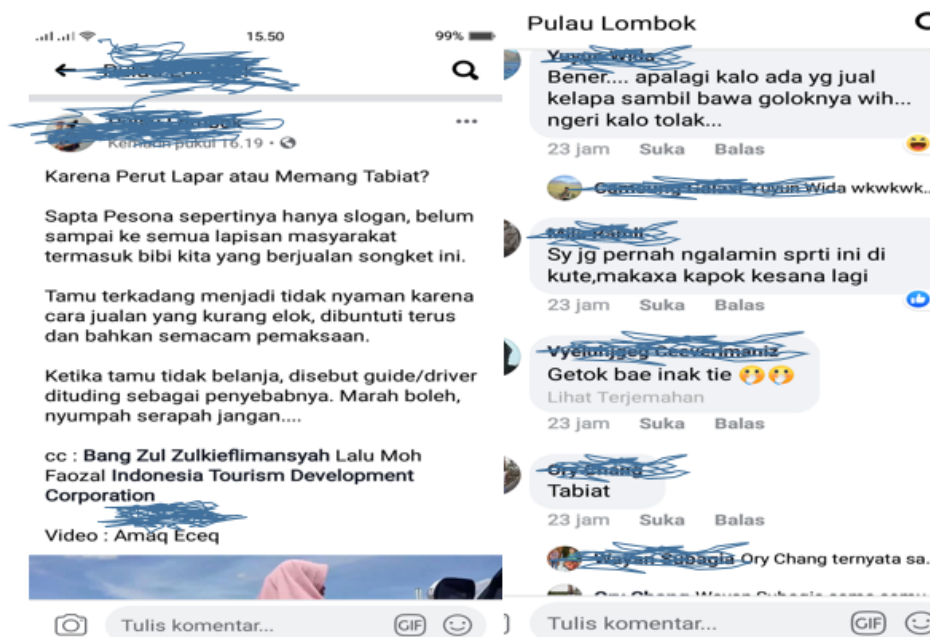 15.50
99%
Kemarin pukul 16.19
Karena Perut Lapar atau Memang Tabiat?
Sapta Pesona sepertinya hanya slogan, belum
sampai ke semua lapisan masyarakat
termasuk bibi kita yang berjualan songket ini.
Tamu terkadang menjadi tidak nyaman karena
cara jualan yang kurang elok, dibuntuti terus
dan bahkan semacam pemaksaan.
Ketika tamu tidak belanja, disebut guide/driver
dituding sebagai penyebabnya. Marah boleh,
nyumpah serapah jangan....
cc : Bang Zul Zulkieflimansyah Lalu Moh
Faozal Indonesia Tourism Development
Corporation
Video : Amaq Eceq
Tulis komentar...
GIF
Pulau Lombok
Bener.... apalagi kalo ada yg jual
kelapa sambil bawa goloknya wih...
ngeri kalo tolak...
23 jam Suka Balas
wkwkwk..
Sy jg pernah ngalamin sprti ini di
kute,makaxa kapok kesana lagi
23 jam Suka Balas
Getok bae inak tie
Lihat Terjemahan
23 jam Suka Balas
Tabiat
23 jam Suka Balas
Ory Chang ternyata sa..
Tulis komentar...
GIF